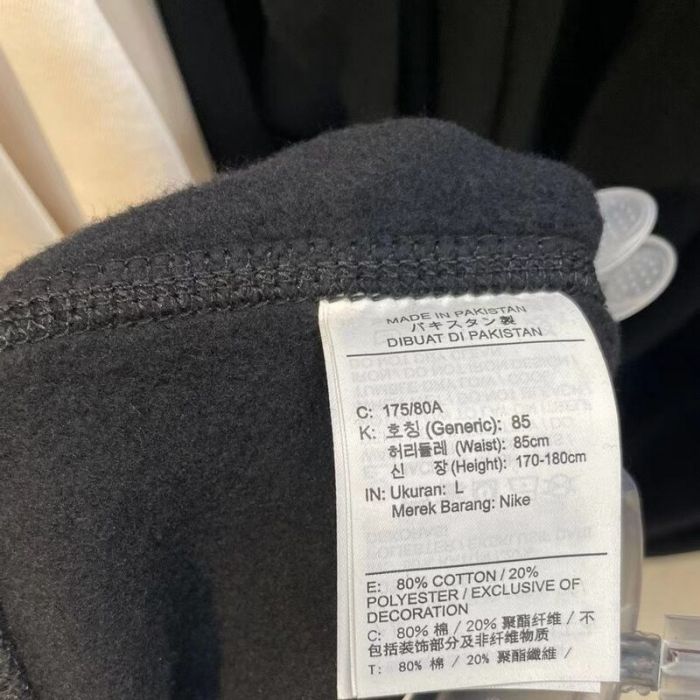 MADE IN PAKISTAN
パキスタン製
DIBUAT DI PAKISTAN
C: 175/80A
K: 호칭 (Generic): 85
허리둘레 (Waist): 85cm
신 장 (Height): 170-180cm
IN: Ukuran: L
Merek Barang: Nike
E: 80% COTTON / 20%
POLYESTER / EXCLUSIVE OF
DECORATION
C: 80% 棉 / 20% 聚酯纤维 / 不
包括装饰部分及非纤维物质
T: 80% 棉 / 20% 聚酯纖維 /